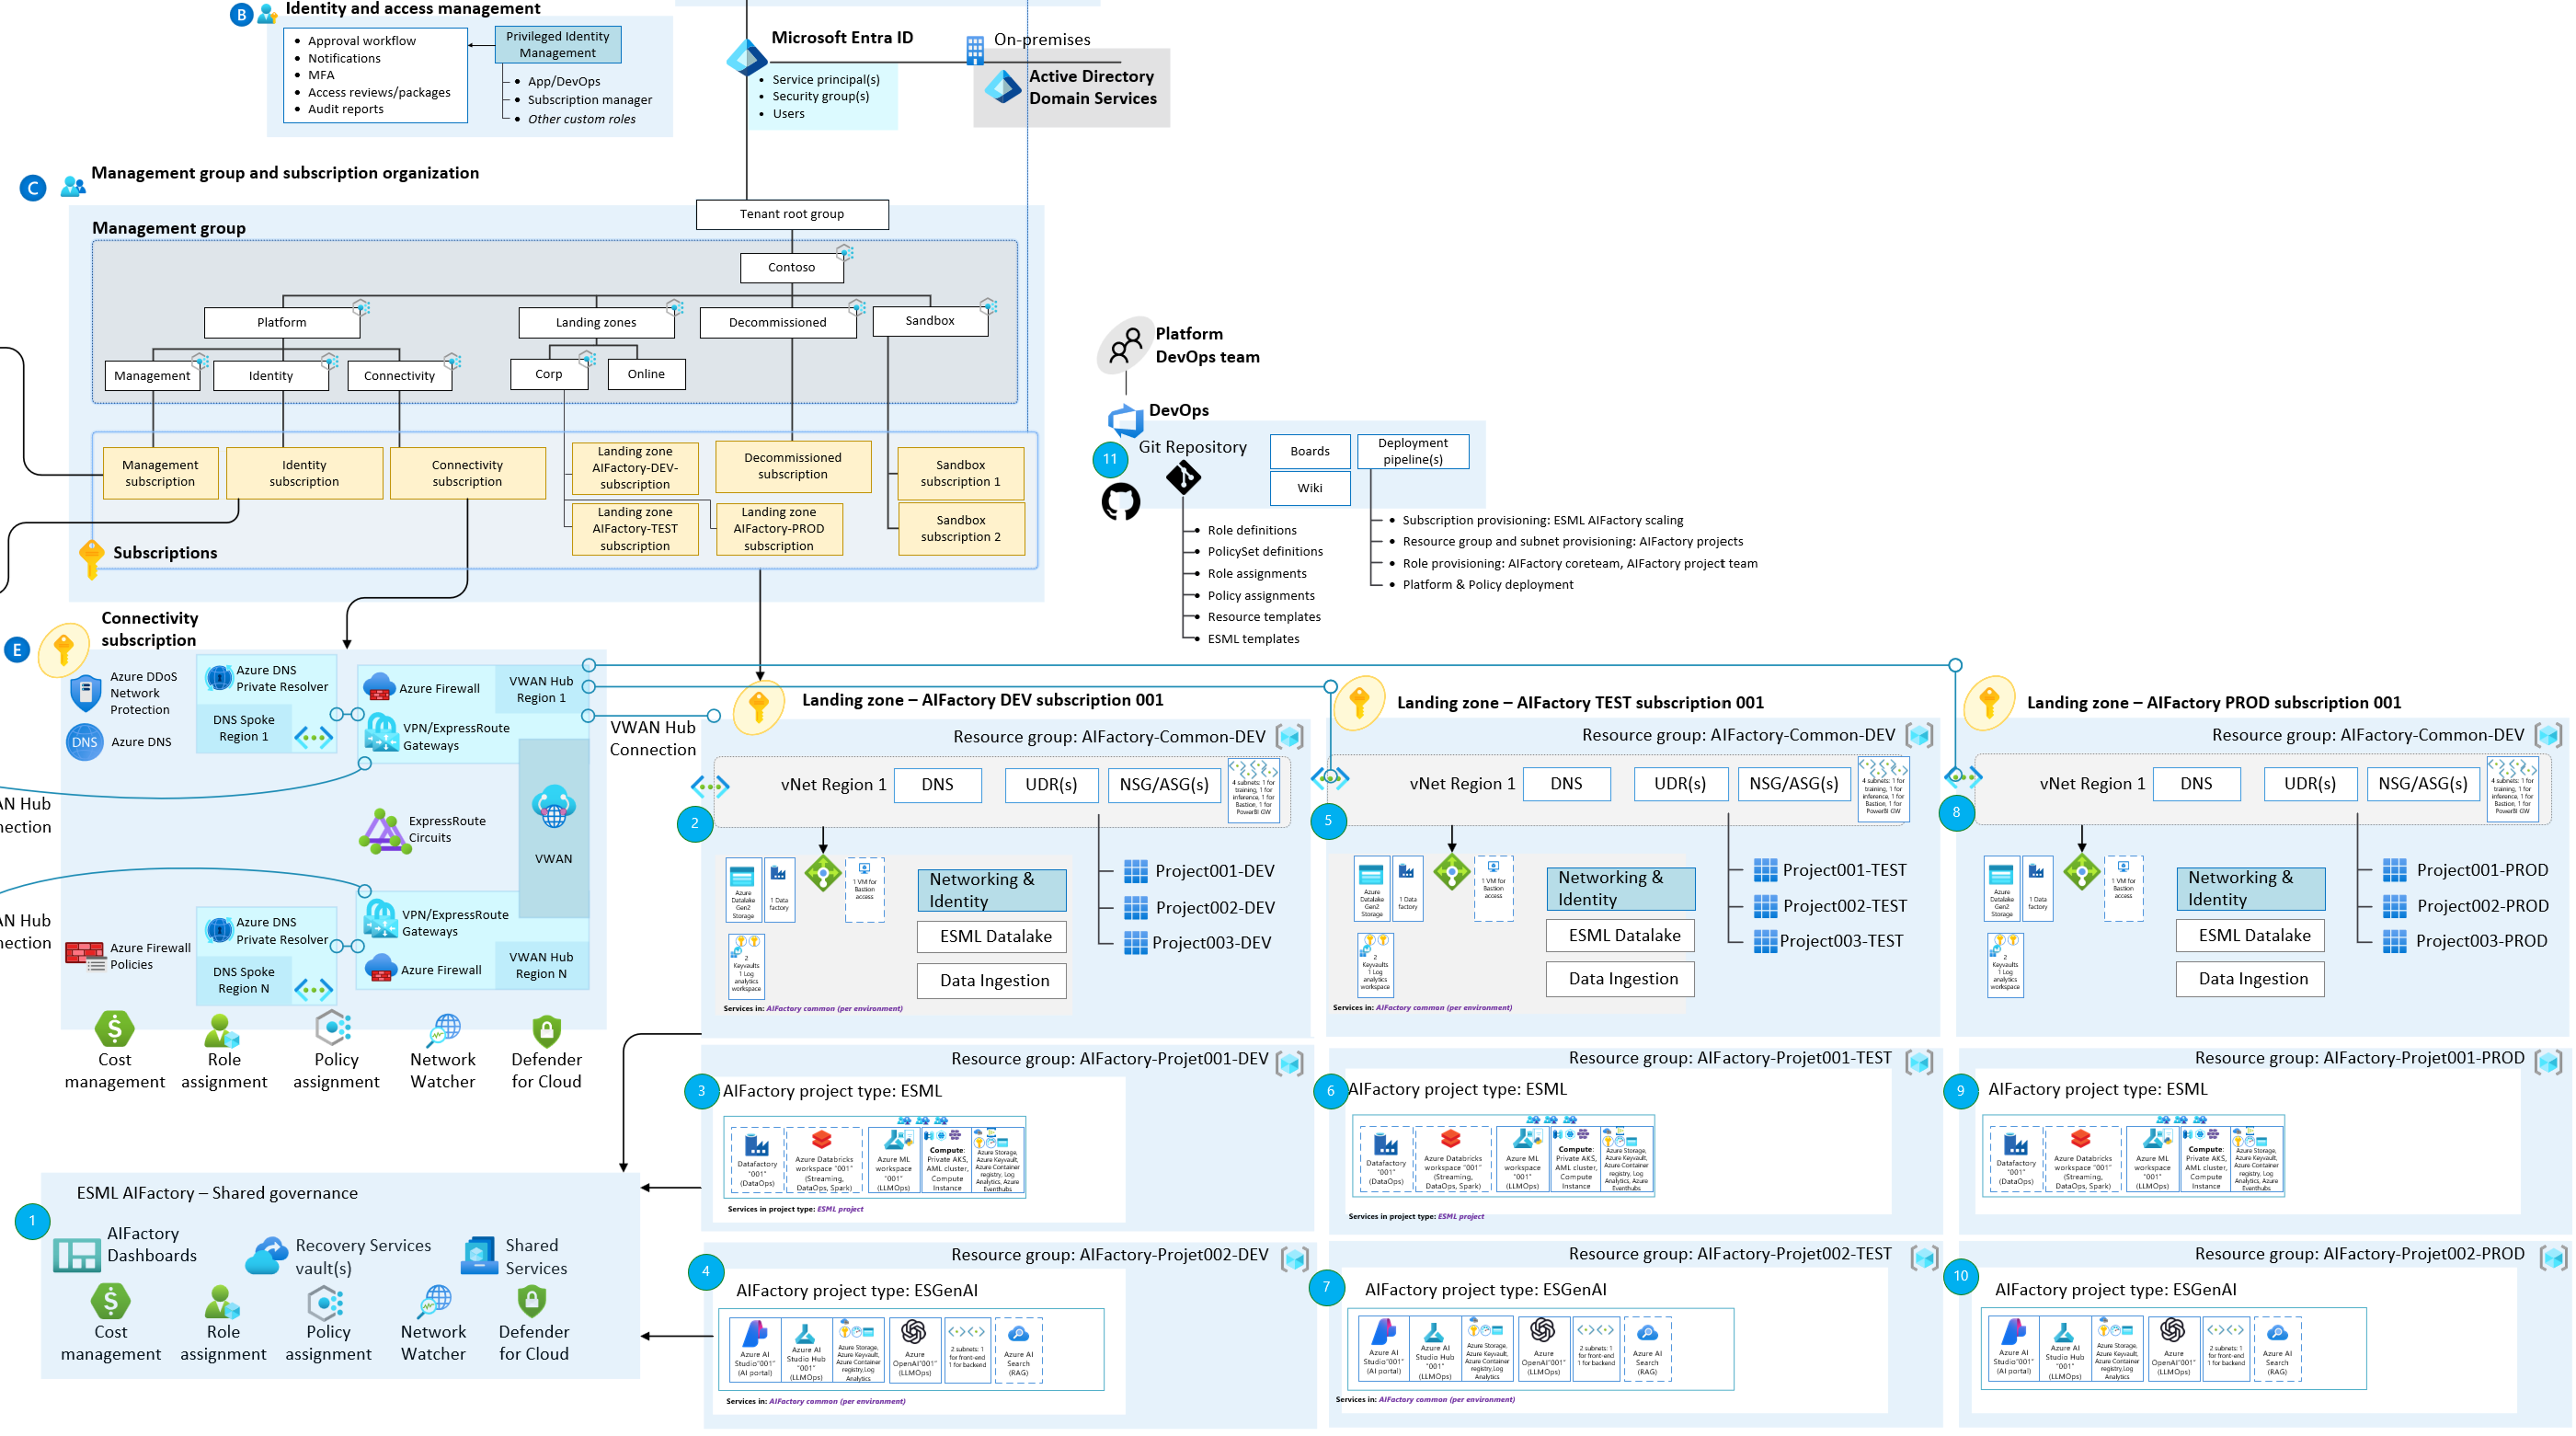 B
Identity and access management
Approval workflow
Notifications
MFA
Access reviews/packages
Audit reports
Privileged Identity
Management
App/DevOps
Subscription manager
Other custom roles
Microsoft Entra ID
Service principal(s)
Security group(s)
Users
On-premises
Active Directory
Domain Services
C
Management group and subscription organization
Management group
Tenant root group
Contoso
Platform
Landing zones
Decommissioned
Sandbox
Management
Identity
Connectivity
Corp
Online
Management
subscription
Identity
subscription
Connectivity
subscription
Landing zone
AIFactory-DEV-
subscription
Decommissioned
subscription
Sandbox
subscription 1
Landing zone
AIFactory-TEST
subscription
Landing zone
AIFactory-PROD
subscription
Sandbox
subscription 2
Subscriptions
Platform
DevOps team
DevOps
11
Git Repository
Boards
Wiki
Deployment
pipeline(s)
Role definitions
PolicySet definitions
Role assignments
Policy assignments
Resource templates
ESML templates
Subscription provisioning: ESML AIFactory scaling
Resource group and subnet provisioning: AIFactory projects
Role provisioning: AIFactory coreteam, AIFactory project team
Platform & Policy deployment
E
Connectivity
subscription
Azure DDoS
Network
Protection
DNS
Azure DNS
Azure DNS
Private Resolver
DNS Spoke
Region 1
Azure Firewall
VPN/ExpressRoute
Gateways
VWAN Hub
Region 1
VWAN Hub
Connection
ExpressRoute
Circuits
VWAN
AN Hub
nection
AN Hub
nection
Azure Firewall
Policies
Azure DNS
Private Resolver
DNS Spoke
Region N
VPN/ExpressRoute
Gateways
Azure Firewall
VWAN Hub
Region N
Cost
management
Role
assignment
Policy
assignment
Network
Watcher
Defender
for Cloud
1
ESML AIFactory – Shared governance
AIFactory
Dashboards
Recovery Services
vault(s)
Shared
Services
Cost
management
Role
assignment
Policy
assignment
Network
Watcher
Defender
for Cloud
Landing zone – AIFactory DEV subscription 001
Resource group: AIFactory-Common-DEV
2
vNet Region 1
DNS
UDR(s)
NSG/ASG(s)
4 subnets: 1 for
training, 1 for
inference, 1 for
Bastion, 1 for
PowerBI GW
Azure
Datalake
Gen2
Storage
1 Data
factory
1 VM for
Bastion
access
2
Keyvaults
1 Log
analytics
workspace
Networking &
Identity
ESML Datalake
Data Ingestion
Project001-DEV
Project002-DEV
Project003-DEV
Services in: AIFactory common (per environment)
Landing zone – AIFactory TEST subscription 001
Resource group: AIFactory-Common-DEV
5
vNet Region 1
DNS
UDR(s)
NSG/ASG(s)
4 subnets: 1 for
training, 1 for
inference, 1 for
Bastion, 1 for
PowerBI GW
Azure
Datalake
Gen2
Storage
1 Data
factory
1 VM for
Bastion
access
2
Keyvaults
1 Log
analytics
workspace
Networking &
Identity
ESML Datalake
Data Ingestion
Project001-TEST
Project002-TEST
Project003-TEST
Services in: AIFactory common (per environment)
Landing zone – AIFactory PROD subscription 001
Resource group: AIFactory-Common-DEV
8
vNet Region 1
DNS
UDR(s)
NSG/ASG(s)
4 subnets: 1 for
training, 1 for
inference, 1 for
Bastion, 1 for
PowerBI GW
Azure
Datalake
Gen2
Storage
1 Data
factory
1 VM for
Bastion
access
2
Keyvaults
1 Log
analytics
workspace
Networking &
Identity
ESML Datalake
Data Ingestion
Project001-PROD
Project002-PROD
Project003-PROD
Resource group: AIFactory-Projet001-DEV
3
AIFactory project type: ESML
Datafactory
"001"
(DataOps)
Azure Databricks
workspace "001"
(Streaming,
DataOps, Spark)
Azure ML
workspace
"001"
(LLMOps)
Compute:
Private AKS,
AML cluster,
Compute
Instance
Azure Storage,
Azure Keyvault,
Azure Container
registry, Log
Analytics, Azure
Eventhubs
Services in project type: ESML project
Resource group: AIFactory-Projet001-TEST
6
AIFactory project type: ESML
Datafactory
"001"
(DataOps)
Azure Databricks
workspace "001"
(Streaming,
DataOps, Spark)
Azure ML
workspace
"001"
(LLMOps)
Compute:
Private AKS,
AML cluster,
Compute
Instance
Azure Storage,
Azure Keyvault,
Azure Container
registry, Log
Analytics, Azure
Eventhubs
Services in project type: ESML project
Resource group: AIFactory-Projet001-PROD
9
AIFactory project type: ESML
Datafactory
"001"
(DataOps)
Azure Databricks
workspace "001"
(Streaming,
DataOps, Spark)
Azure ML
workspace
"001"
(LLMOps)
Compute:
Private AKS,
AML cluster,
Compute
Instance
Azure Storage,
Azure Keyvault,
Azure Container
registry, Log
Analytics, Azure
Eventhubs
Resource group: AIFactory-Projet002-DEV
4
AIFactory project type: ESGenAI
Azure AI
Studio"001"
(AI portal)
Azure AI
Studio Hub
"001"
(LLMOps)
Azure Storage,
Azure Keyvault,
Azure Container
registry,Log
Analytics
Azure
OpenAI"001"
(LLMOps)
2 subnets: 1
for front-end
1 for backend
Azure AI
Search
(RAG)
Services in: AIFactory common (per environment)
Resource group: AIFactory-Projet002-TEST
7
AIFactory project type: ESGenAI
Azure AI
Studio"001"
(AI portal)
Azure AI
Studio Hub
"001"
(LLMOps)
Azure Storage,
Azure Keyvault,
Azure Container
registry,Log
Analytics
Azure
OpenAI"001"
(LLMOps)
2 subnets: 1
for front-end
1 for backend
Azure AI
Search
(RAG)
Services in: AIFactory common (per environment)
Resource group: AIFactory-Projet002-PROD
10
AIFactory project type: ESGenAI
Azure AI
Studio"001"
(AI portal)
Azure AI
Studio Hub
"001"
(LLMOps)
Azure Storage,
Azure Keyvault,
Azure Container
registry,Log
Analytics
Azure
OpenAI"001"
(LLMOps)
2 subnets: 1
for front-end
1 for backend
Azure AI
Search
(RAG)